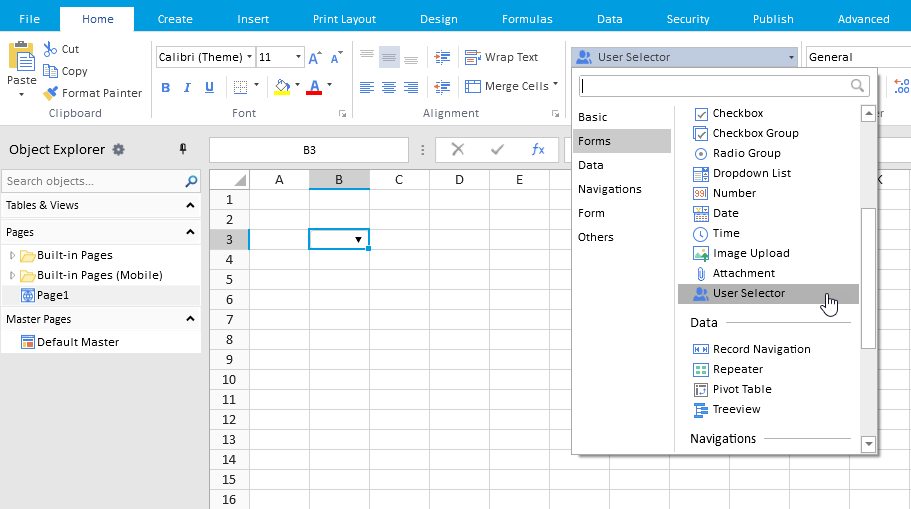 File Home Create Insert Print Layout Design Formulas Data Security Publish Advanced
Paste
Cut
Copy
Format Painter
Clipboard
Calibri (Theme) 11 A A
B I U A
Font
Wrap Text
Merge Cells
Alignment
User Selector
General
.00
Object Explorer
Search objects...
Tables & Views
Pages
Built-in Pages
Built-in Pages (Mobile)
Page1
Master Pages
Default Master
B3 fx
A B C D E
1
2
3
4
5
6
7
8
9
10
11
12
13
14
15
16
Basic
Forms
Data
Navigations
Form
Others
Checkbox
Checkbox Group
Radio Group
Dropdown List
Number
Date
Time
Image Upload
Attachment
User Selector
Data
Record Navigation
Repeater
Pivot Table
Treeview
Navigations